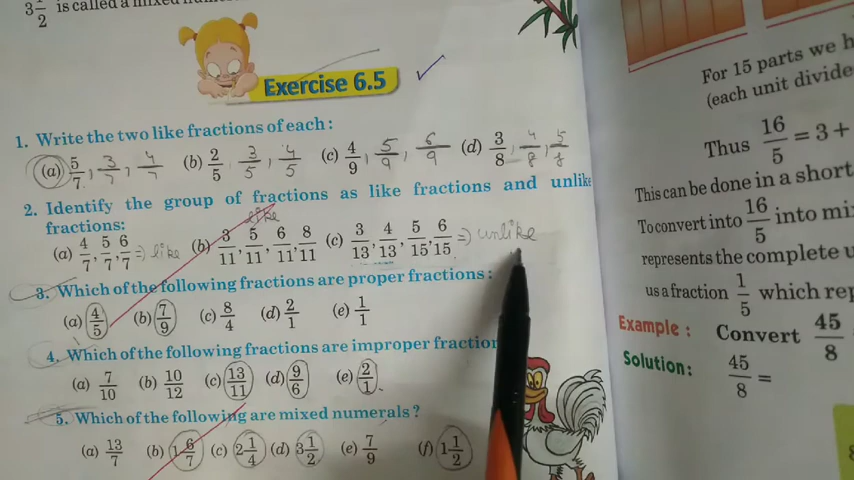 3 1/2 is called a mixed
Exercise 6.5
1. Write the two like fractions of each :
(a) 5/7, 3/7, 4/7 (b) 2/5 3/5, 4/5 (c) 4/9, 5/9, 6/9 (d) 3/8, 4/8, 5/8
2. Identify the group of fractions as like fractions and unlike
fractions:
like
(a) 4/7, 5/7, 6/7 => like (b) 3/11, 5/11, 6/11, 8/11 (c) 3/13, 4/13, 5/15, 6/15 => unlike
3. Which of the following fractions are proper fractions :
(a) 4/5 (b) 7/9 (c) 8/4 (d) 2/1 (e) 1/1
4. Which of the following fractions are improper fraction
(a) 7/10 (b) 10/12 (c) 13/11 (d) 9/6 (e) 2/1
5. Which of the following are mixed numerals ?
(a) 13/7 (b) 1 6/7 (c) 2 1/4 (d) 3 1/2 (e) 7/9 (f) 1 1/2
For 15 parts we h
(each unit divide
Thus 16/5 = 3 +
This can be done in a short
To convert into 16/5 into mi
represents the complete u
us a fraction 1/5 which rep
Example : Convert 45/8
Solution: 45/8 =
8